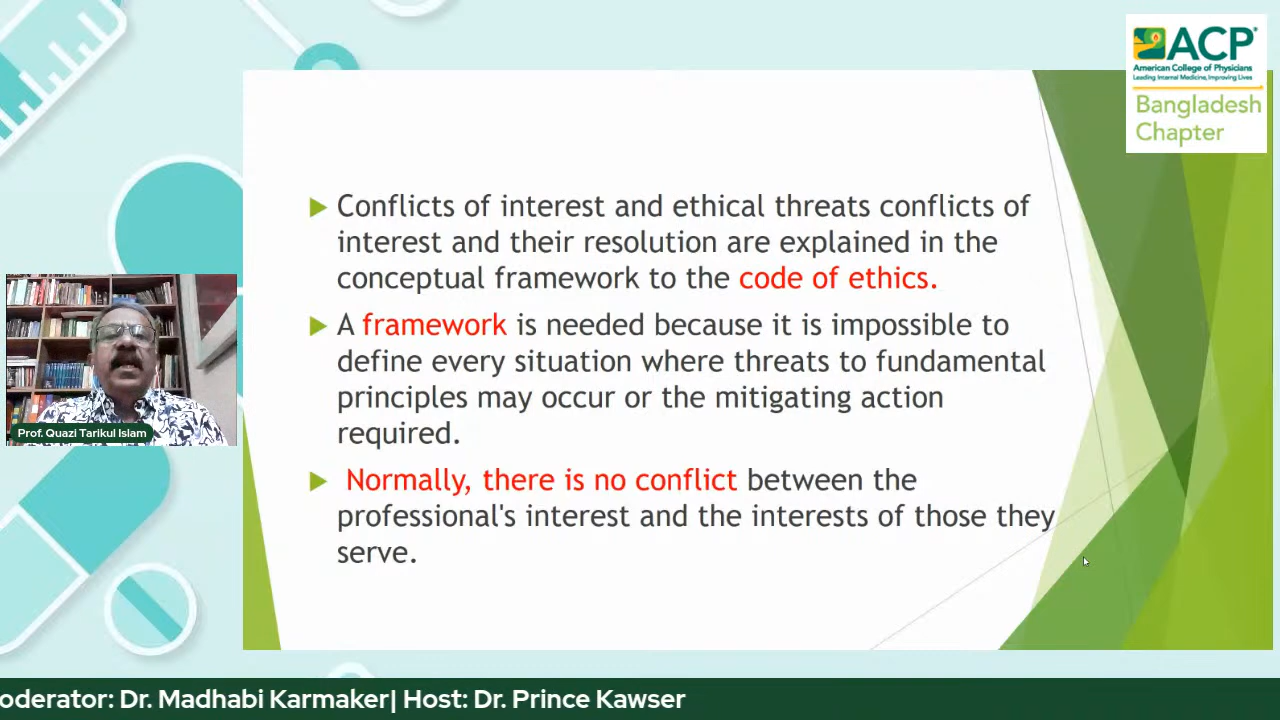 ACP®
American College of Physicians
Leading Internal Medicine, Improving Lives
Bangladesh
Chapter
Conflicts of interest and ethical threats conflicts of
interest and their resolution are explained in the
conceptual framework to the code of ethics.
A framework is needed because it is impossible to
define every situation where threats to fundamental
principles may occur or the mitigating action
required.
Normally, there is no conflict between the
professional's interest and the interests of those they
serve.
Prof. Quazi Tarikul Islam
oderator: Dr. Madhabi Karmaker| Host: Dr. Prince Kawser